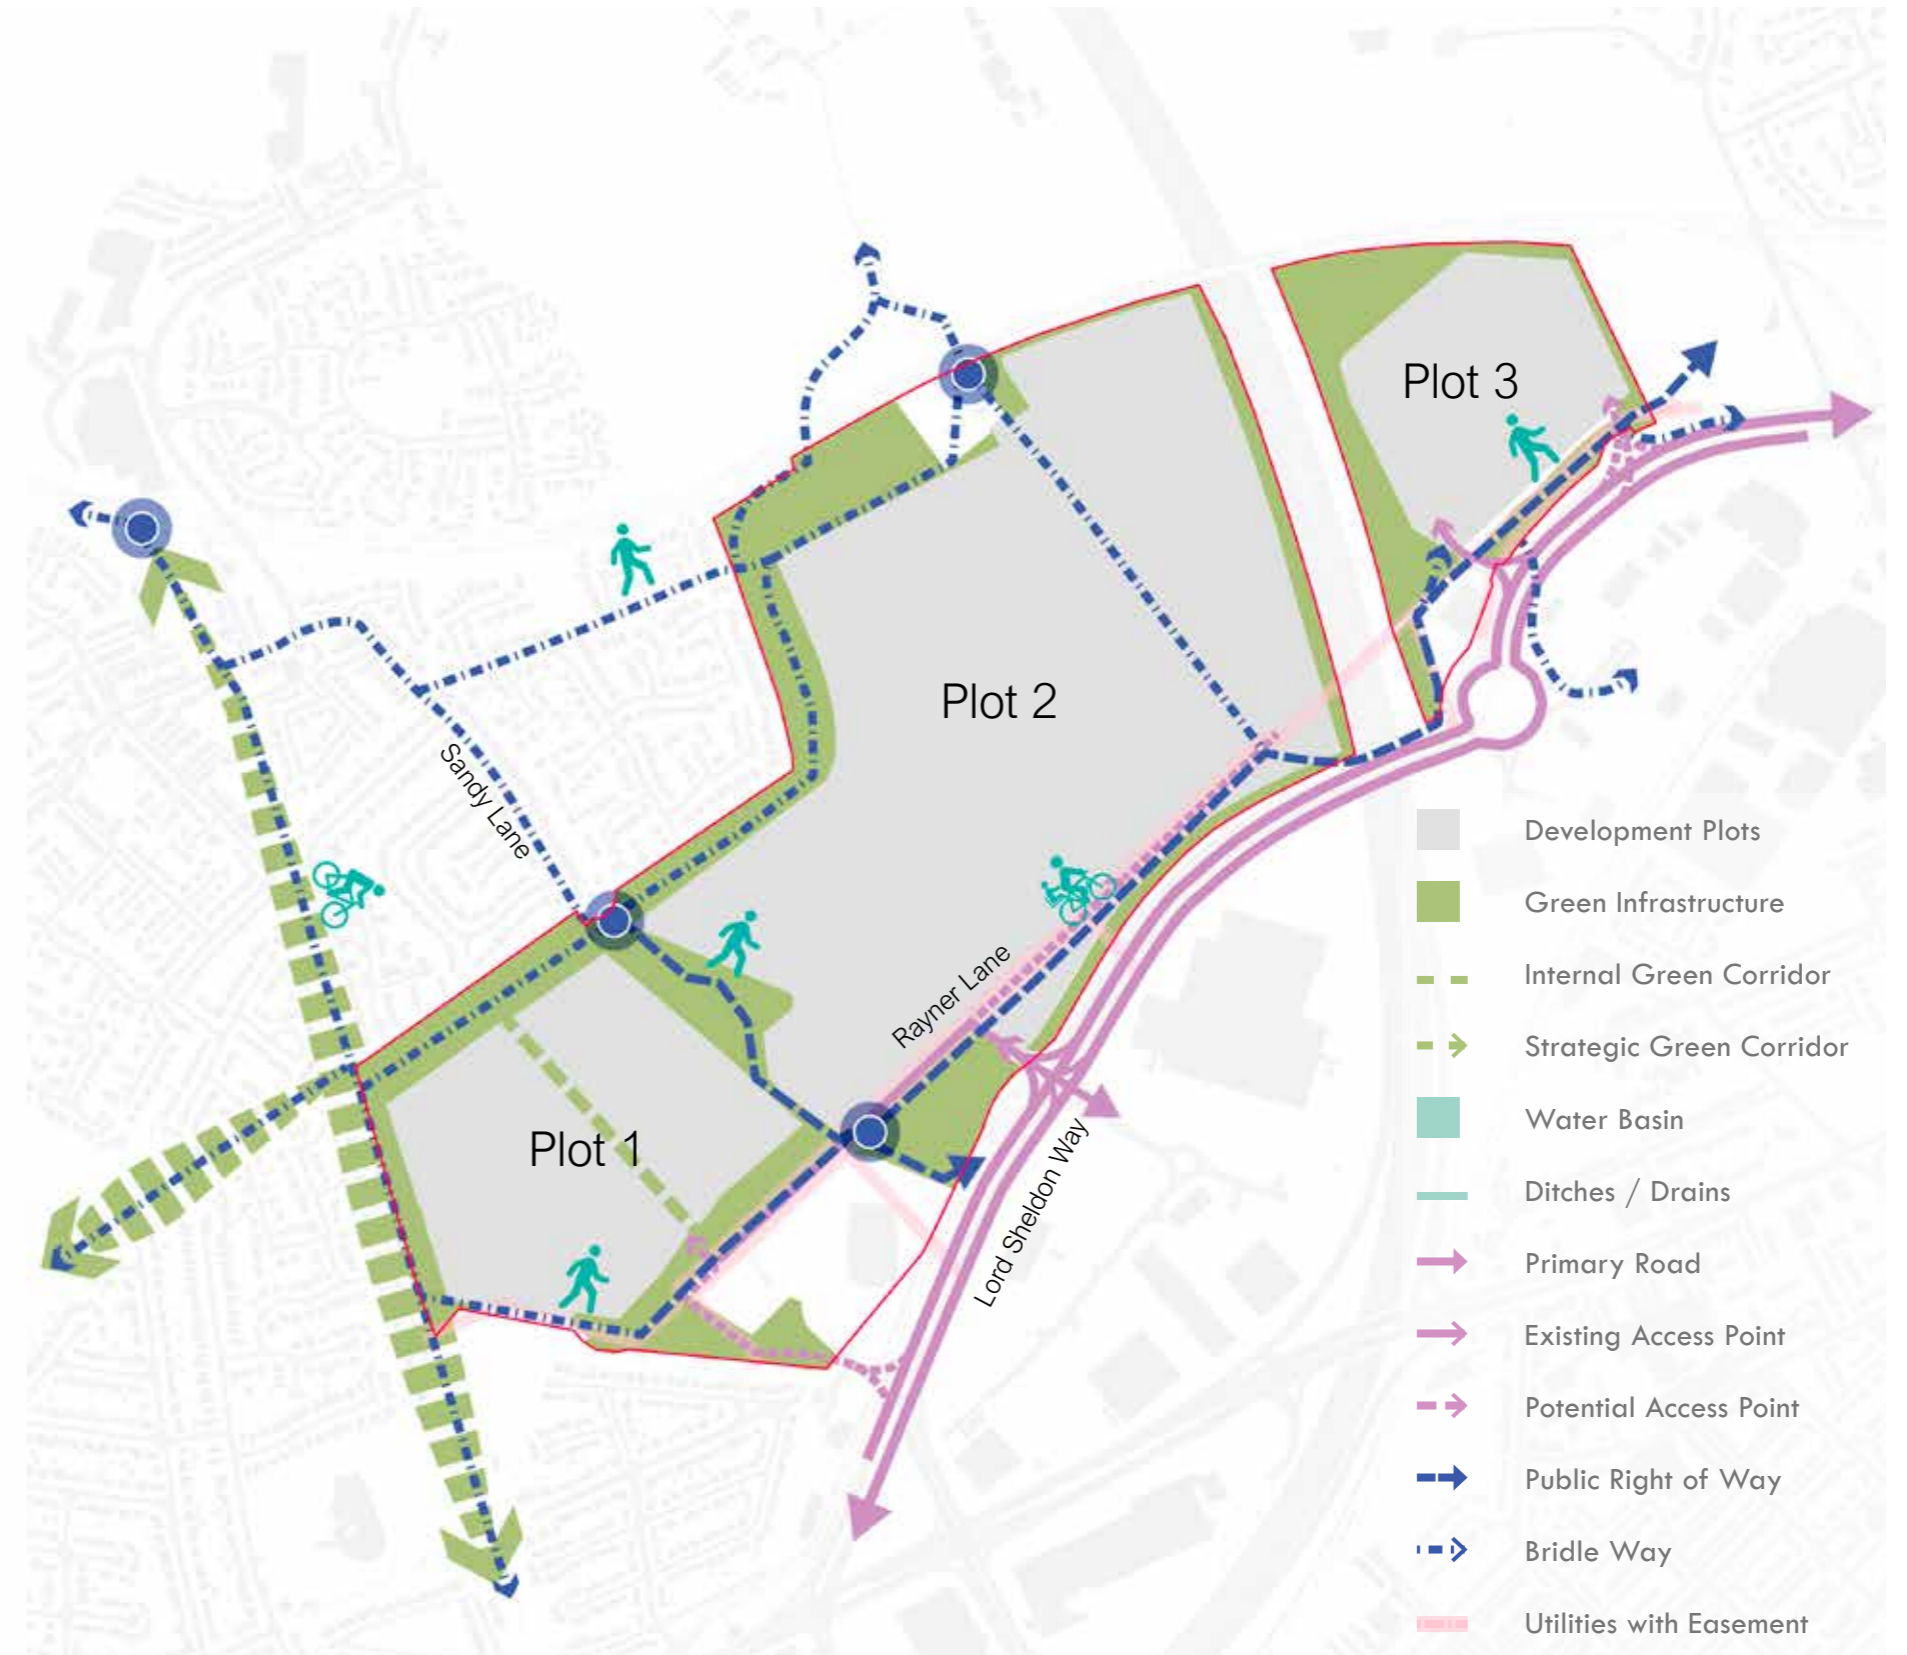 Plot 3
Plot 2
Sandy Lane
Rayner Lane
Plot 1
Lord Sheldon Way
Development Plots
Green Infrastructure
Internal Green Corridor
Strategic Green Corridor
Water Basin
Ditches / Drains
Primary Road
Existing Access Point
Potential Access Point
Public Right of Way
Bridle Way
Utilities with Easement